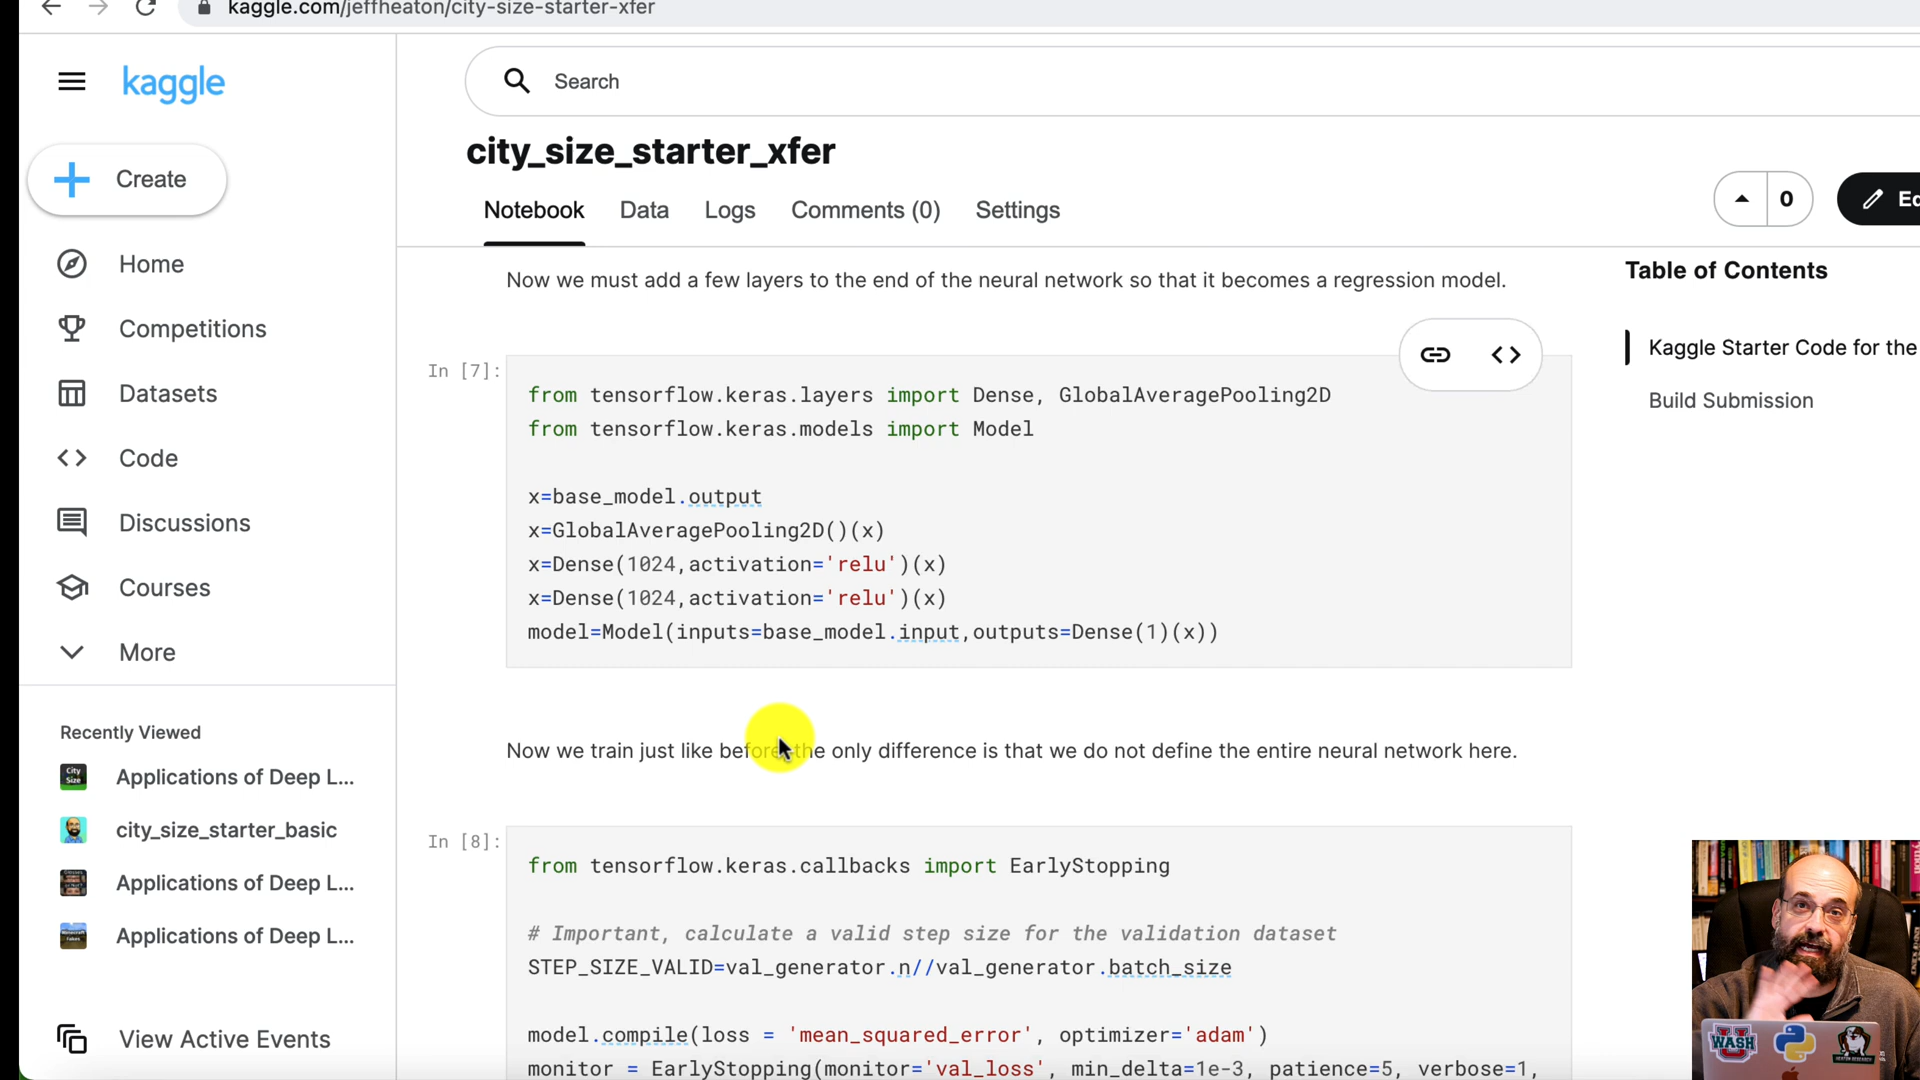 kaggle.com/jeffheaton/city-size-starter-xfer
kaggle
Search
Create
Home
Competitions
Datasets
Code
Discussions
Courses
More
Recently Viewed
City Size
Applications of Deep L...
city_size_starter_basic
Applications of Deep L...
Applications of Deep L...
View Active Events
city_size_starter_xfer
Notebook Data Logs Comments (0) Settings
0
Ed
Now we must add a few layers to the end of the neural network so that it becomes a regression model.
In [7]:
from tensorflow.keras.layers import Dense, GlobalAveragePooling2D
from tensorflow.keras.models import Model
x=base_model.output
x=GlobalAveragePooling2D()(x)
x=Dense(1024,activation='relu')(x)
x=Dense(1024,activation='relu')(x)
model=Model(inputs=base_model.input,outputs=Dense(1)(x))
Now we train just like before the only difference is that we do not define the entire neural network here.
In [8]:
from tensorflow.keras.callbacks import EarlyStopping
# Important, calculate a valid step size for the validation dataset
STEP_SIZE_VALID=val_generator.n//val_generator.batch_size
model.compile(loss = 'mean_squared_error', optimizer='adam')
monitor = EarlyStopping(monitor='val_loss', min_delta=1e-3, patience=5, verbose=1,
Table of Contents
Kaggle Starter Code for the
Build Submission
WASH